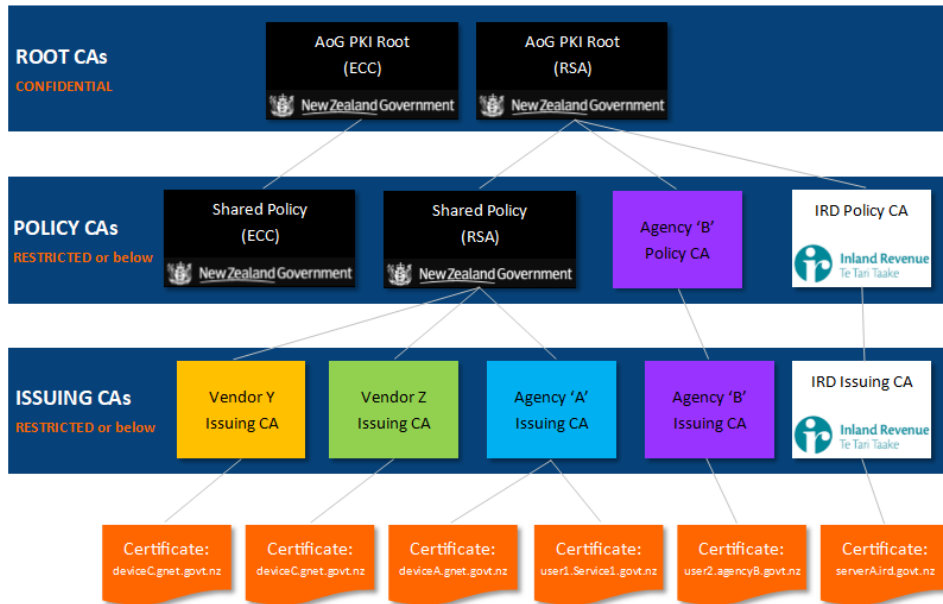 ROOT CAs
CONFIDENTIAL
AoG PKI Root
(ECC)
New Zealand Government
AoG PKI Root
(RSA)
New Zealand Government
POLICY CAs
RESTRICTED or below
Shared Policy
(ECC)
New Zealand Government
Shared Policy
(RSA)
New Zealand Government
Agency ‘B’
Policy CA
IRD Policy CA
ir
Inland Revenue
Te Tari Taake
ISSUING CAs
RESTRICTED or below
Vendor Y
Issuing CA
Vendor Z
Issuing CA
Agency ‘A’
Issuing CA
Agency ‘B’
Issuing CA
IRD Issuing CA
ir
Inland Revenue
Te Tari Taake
Certificate:
deviceC.gnet.govt.nz
Certificate:
deviceC.gnet.govt.nz
Certificate:
deviceA.gnet.govt.nz
Certificate:
user1.Service1.govt.nz
Certificate:
user2.agencyB.govt.nz
Certificate:
serverA.ird.govt.nz